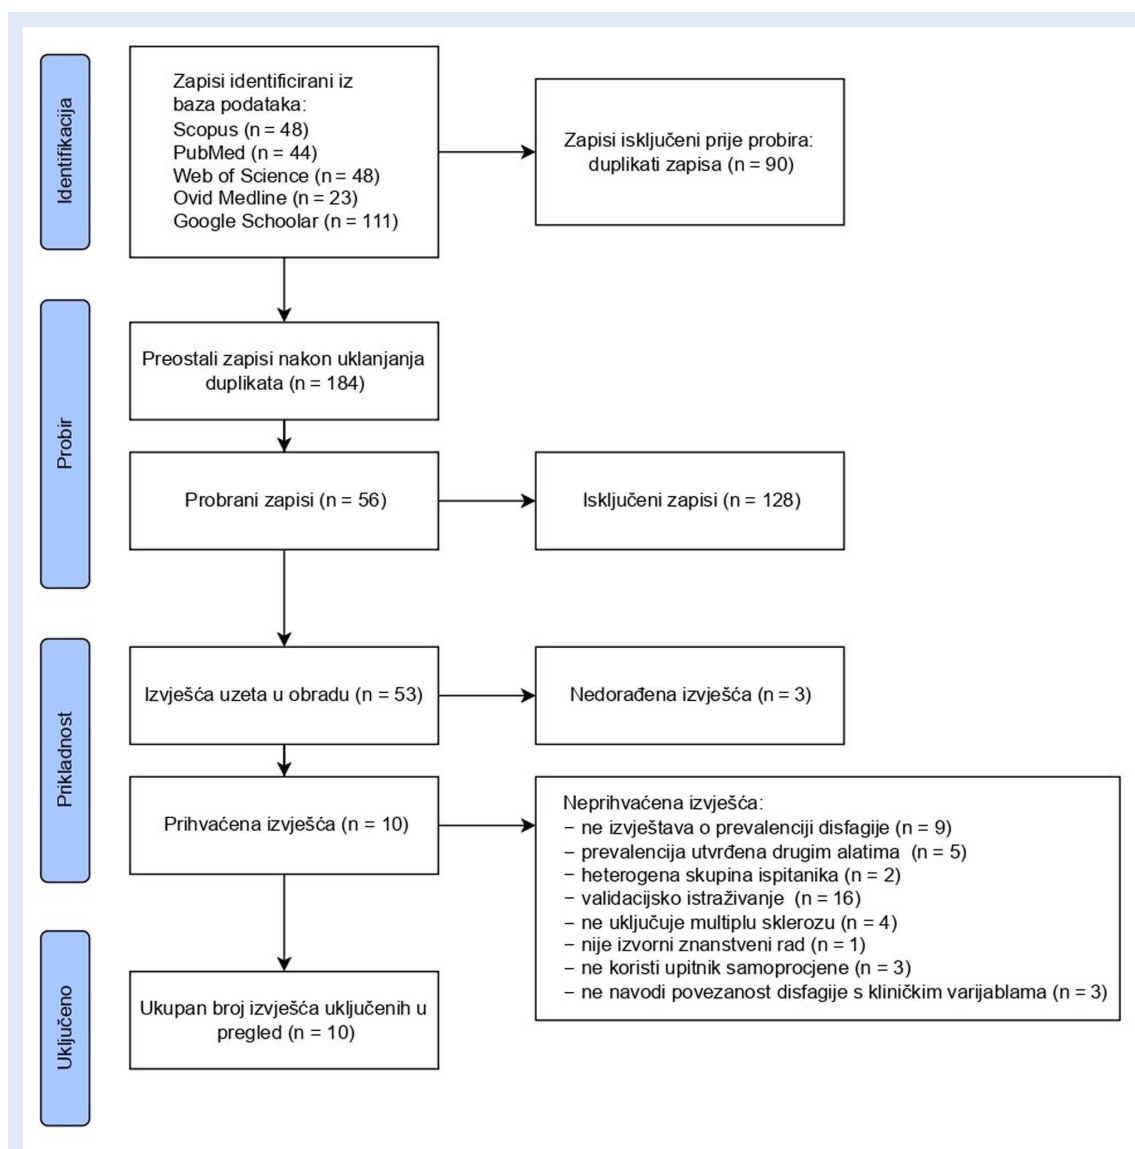 Identifikacija
Zapisi identificirani iz
baza podataka:
Scopus (n = 48)
PubMed (n = 44)
Web of Science (n = 48)
Ovid Medline (n = 23)
Google Schoolar (n = 111)
Zapisi isključeni prije probira:
duplikati zapisa (n = 90)
Probir
Preostali zapisi nakon uklanjanja
duplikata (n = 184)
Probrani zapisi (n = 56)
Isključeni zapisi (n = 128)
Prikladnost
Izvješća uzeta u obradu (n = 53)
Nedorađena izvješća (n = 3)
Prihvaćena izvješća (n = 10)
Neprihvaćena izvješća:
– ne izvještava o prevalenciji disfagije (n = 9)
– prevalencija utvrđena drugim alatima (n = 5)
– heterogena skupina ispitanika (n = 2)
– validacijsko istraživanje (n = 16)
– ne uključuje multiplu sklerozu (n = 4)
– nije izvorni znanstveni rad (n = 1)
– ne koristi upitnik samoprocjene (n = 3)
– ne navodi povezanost disfagije s kliničkim varijablama (n = 3)
Uključeno
Ukupan broj izvješća uključenih u
pregled (n = 10)